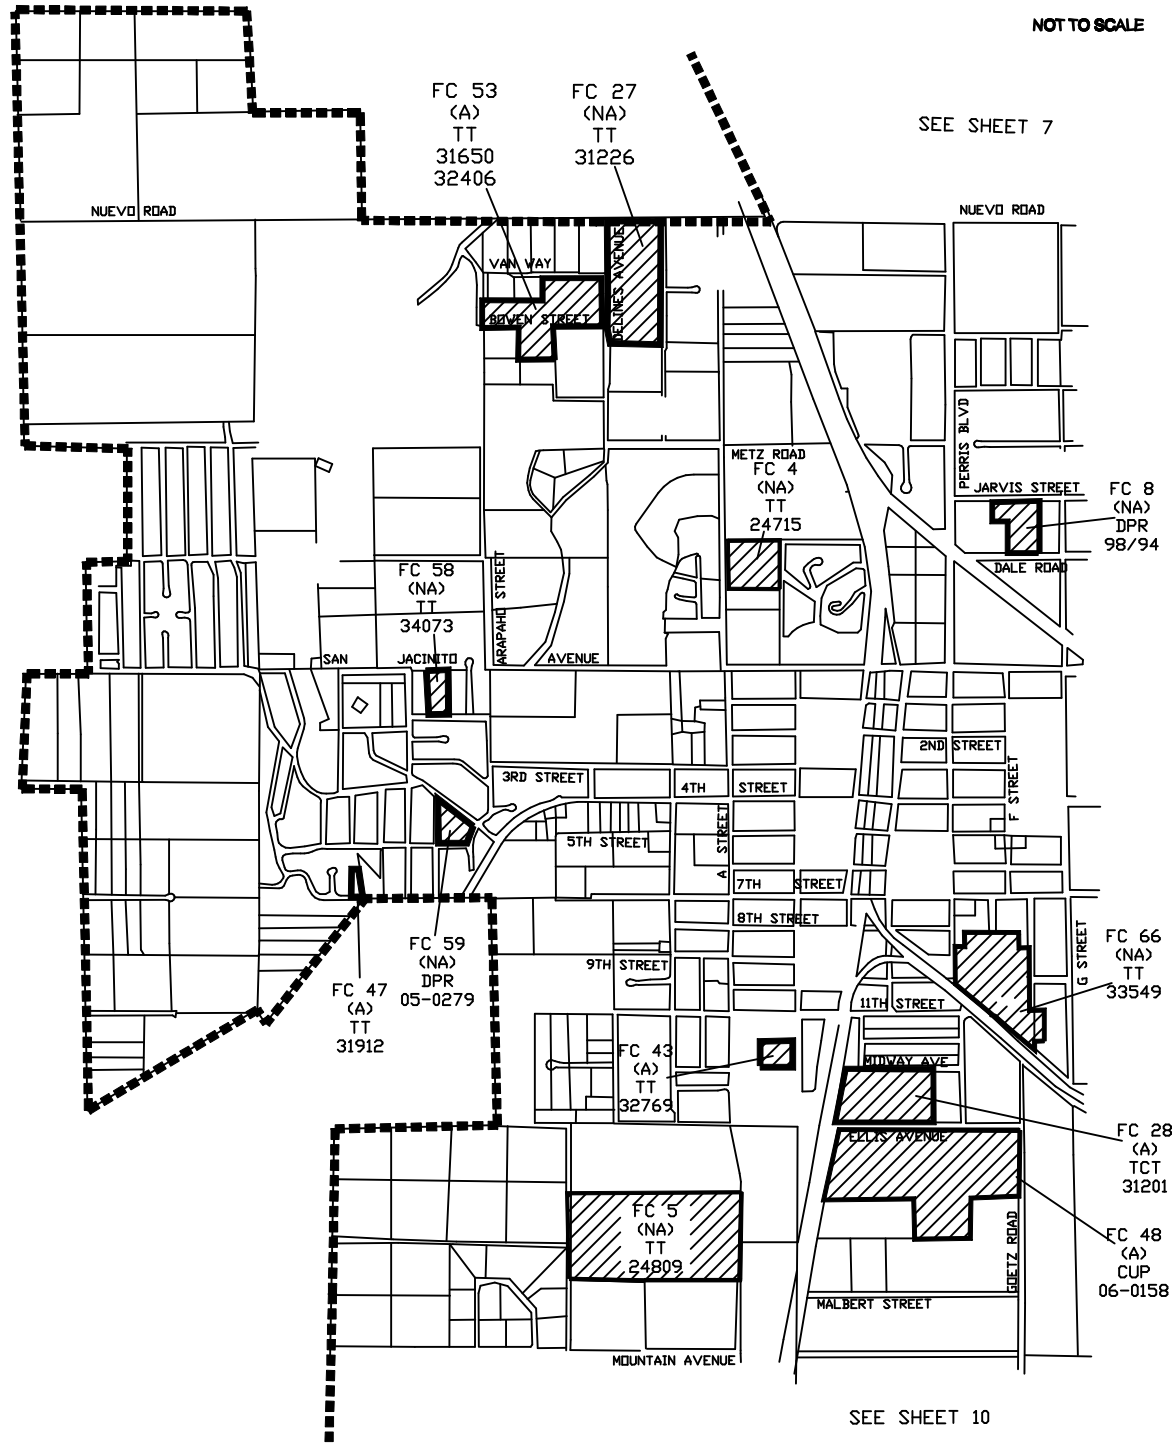 NOT TO SCALE
FC 53
(A)
TT
31650
32406
FC 27
(NA)
TT
31226
SEE SHEET 7
NUEVO ROAD
NUEVO ROAD
VAN WAY
DELINES AVENUE
BOWEN STREET
PERRIS BLVD
METZ ROAD
FC 4
(NA)
TT
24715
JARVIS STREET
FC 8
(NA)
DPR
98/94
DALE ROAD
FC 58
(NA)
TT
34073
ARAPAHO STREET
SAN JACINITO AVENUE
2ND STREET
3RD STREET
4TH STREET
F STREET
A STREET
5TH STREET
7TH STREET
8TH STREET
FC 59
(NA)
DPR
05-0279
9TH STREET
G STREET
FC 66
(NA)
TT
33549
FC 47
(A)
TT
31912
11TH STREET
FC 43
(A)
TT
32769
MIDWAY AVE
ELLIS AVENUE
FC 28
(A)
TCT
31201
FC 5
(NA)
TT
24809
GOETZ ROAD
FC 48
(A)
CUP
06-0158
MALBERT STREET
MOUNTAIN AVENUE
SEE SHEET 10